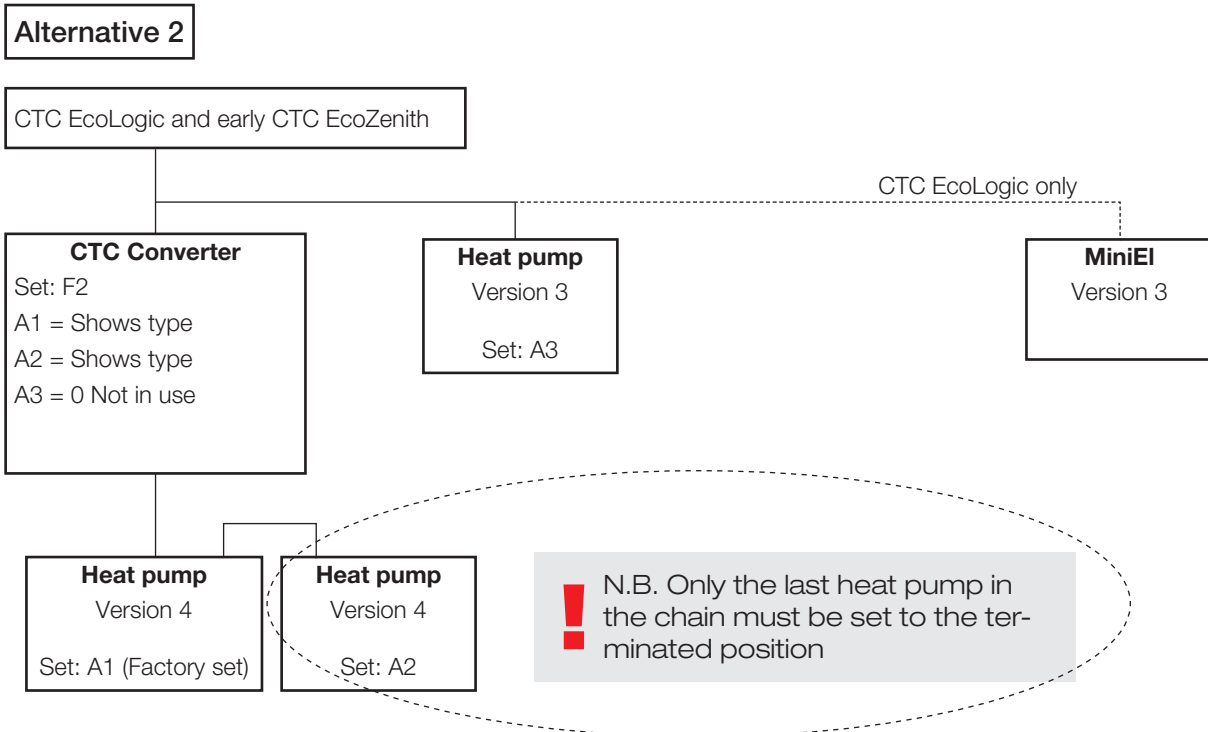 Alternative 2
CTC EcoLogic and early CTC EcoZenith
CTC EcoLogic only
CTC Converter
Set: F2
A1 = Shows type
A2 = Shows type
A3 = 0 Not in use
Heat pump
Version 3
Set: A3
MiniEl
Version 3
Heat pump
Version 4
Set: A1 (Factory set)
Heat pump
Version 4
Set: A2
! N.B. Only the last heat pump in
the chain must be set to the ter-
minated position